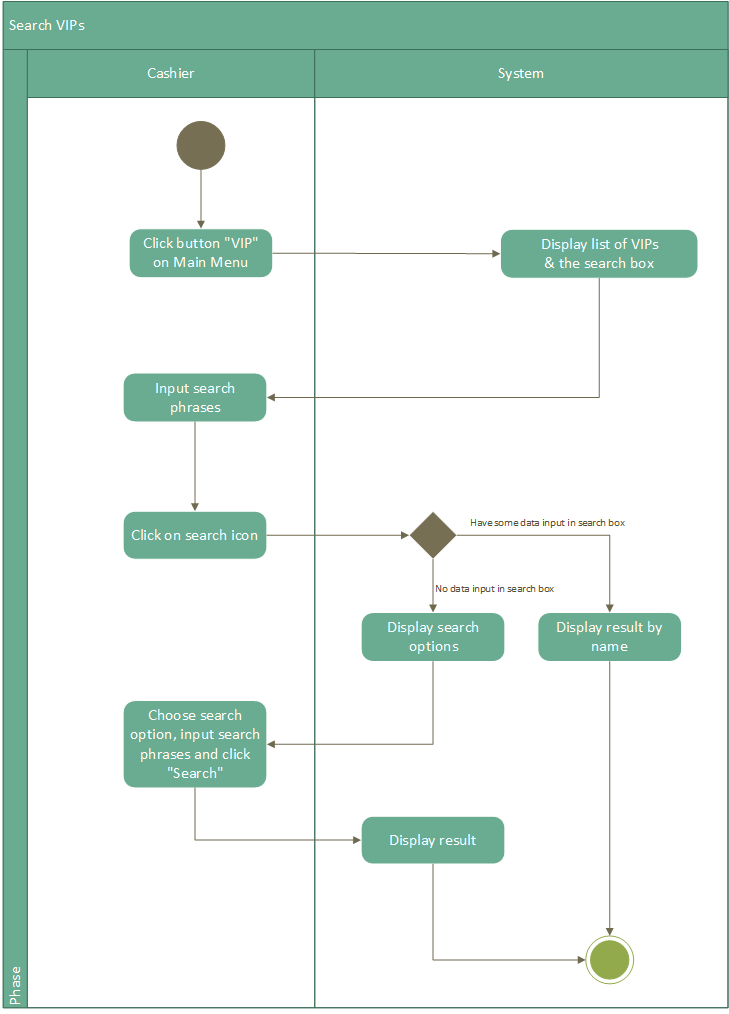 Search VIPs
Cashier
System
Click button "VIP"
on Main Menu
Display list of VIPs
& the search box
Input search
phrases
Click on search icon
Have some data input in search box
No data input in search box
Display search
options
Display result by
name
Choose search
option, input search
phrases and click
"Search"
Display result
Phase